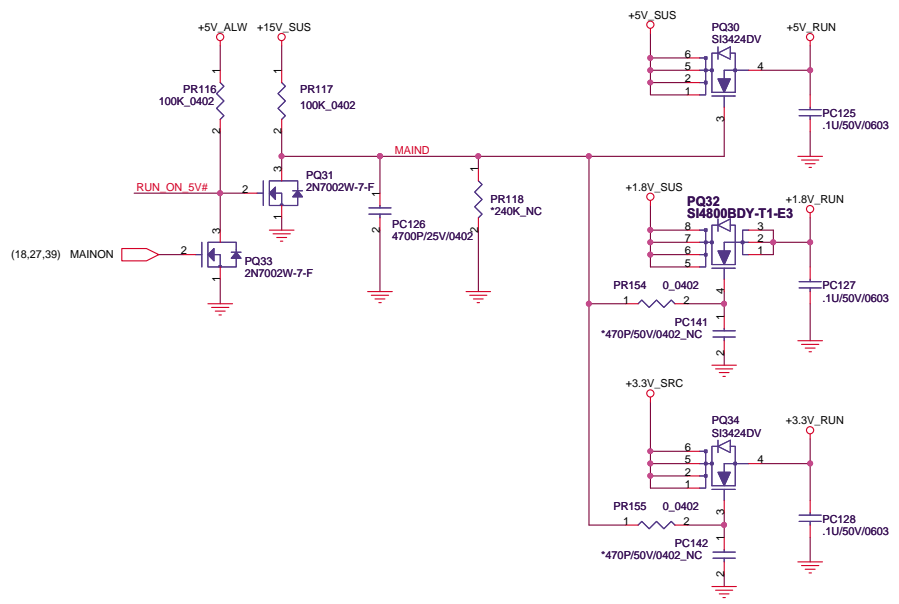 +5V_ALW
+15V_SUS
1
1
PR116
100K_0402
PR117
100K_0402
2
2
MAIND
RUN_ON_5V#
2
3
PQ31
2N7002W-7-F
1
(18,27,39) MAINON
2
3
PQ33
2N7002W-7-F
1
1
PC126
4700P/25V/0402
2
1
PR118
*240K_NC
2
+5V_SUS
PQ30
SI3424DV
+5V_RUN
6
5
2
1
4
3
PC125
.1U/50V/0603
+1.8V_SUS
PQ32
SI4800BDY-T1-E3
+1.8V_RUN
8
7
6
5
3
2
1
4
PC127
.1U/50V/0603
PR154
0_0402
1
2
PC141
*470P/50V/0402_NC
1
2
+3.3V_SRC
PQ34
SI3424DV
+3.3V_RUN
6
5
2
1
4
3
PC128
.1U/50V/0603
PR155
0_0402
1
2
PC142
*470P/50V/0402_NC
1
2